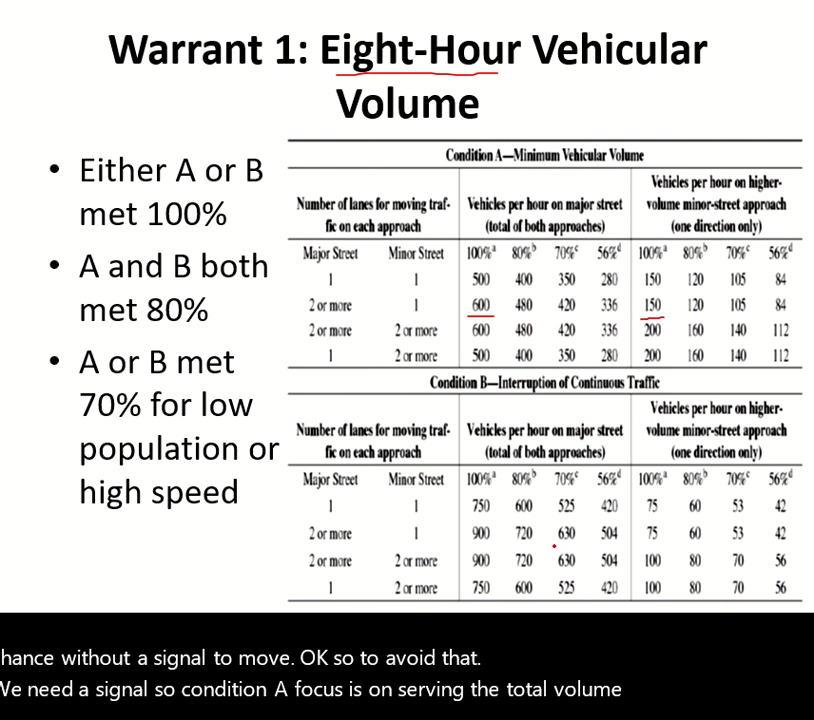 Warrant 1: Eight-Hour Vehicular
Volume
• Either A or B
met 100%
• A and B both
met 80%
• A or B met
70% for low
population or
high speed
Condition A—Minimum Vehicular Volume
Number of lanes for moving traf-
fic on each approach
Vehicles per hour on major street
(total of both approaches)
Vehicles per hour on higher-
volume minor-street approach
(one direction only)
Major Street Minor Street 100%a 80%b 70%c 56%d 100%a 80%b 70%c 56%d
1 1 500 400 350 280 150 120 105 84
2 or more 1 600 480 420 336 150 120 105 84
2 or more 2 or more 600 480 420 336 200 160 140 112
1 2 or more 500 400 350 280 200 160 140 112
Condition B—Interruption of Continuous Traffic
Number of lanes for moving traf-
fic on each approach
Vehicles per hour on major street
(total of both approaches)
Vehicles per hour on higher-
volume minor-street approach
(one direction only)
Major Street Minor Street 100%a 80%b 70%c 56%d 100%a 80%b 70%c 56%d
1 1 750 600 525 420 75 60 53 42
2 or more 1 900 720 630 504 75 60 53 42
2 or more 2 or more 900 720 630 504 100 80 70 56
1 2 or more 750 600 525 420 100 80 70 56
hance without a signal to move. OK so to avoid that.
We need a signal so condition A focus is on serving the total volume